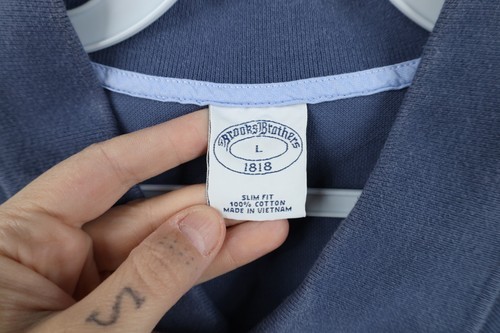 Brooks Brothers
L
1818
SLIM FIT
100% COTTON
MADE IN VIETNAM